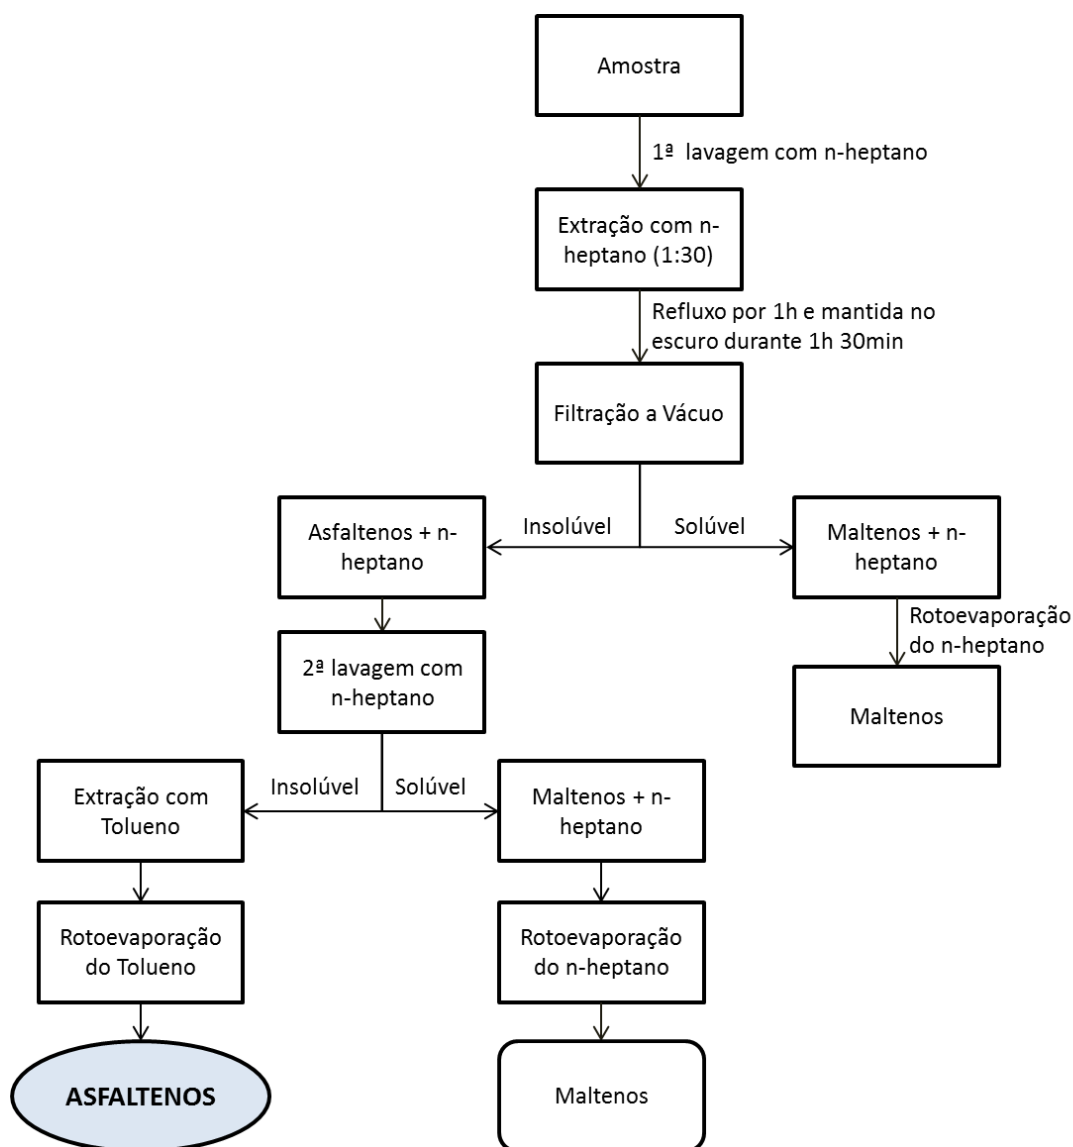 Amostra
1ª lavagem com n-heptano
Extração com n-
heptano (1:30)
Refluxo por 1h e mantida no
escuro durante 1h 30min
Filtração a Vácuo
Insolúvel
Solúvel
Asfaltenos + n-
heptano
Maltenos + n-
heptano
Rotoevaporação
do n-heptano
2ª lavagem com
n-heptano
Maltenos
Insolúvel
Solúvel
Extração com
Tolueno
Maltenos + n-
heptano
Rotoevaporação
do Tolueno
Rotoevaporação
do n-heptano
ASFALTENOS
Maltenos